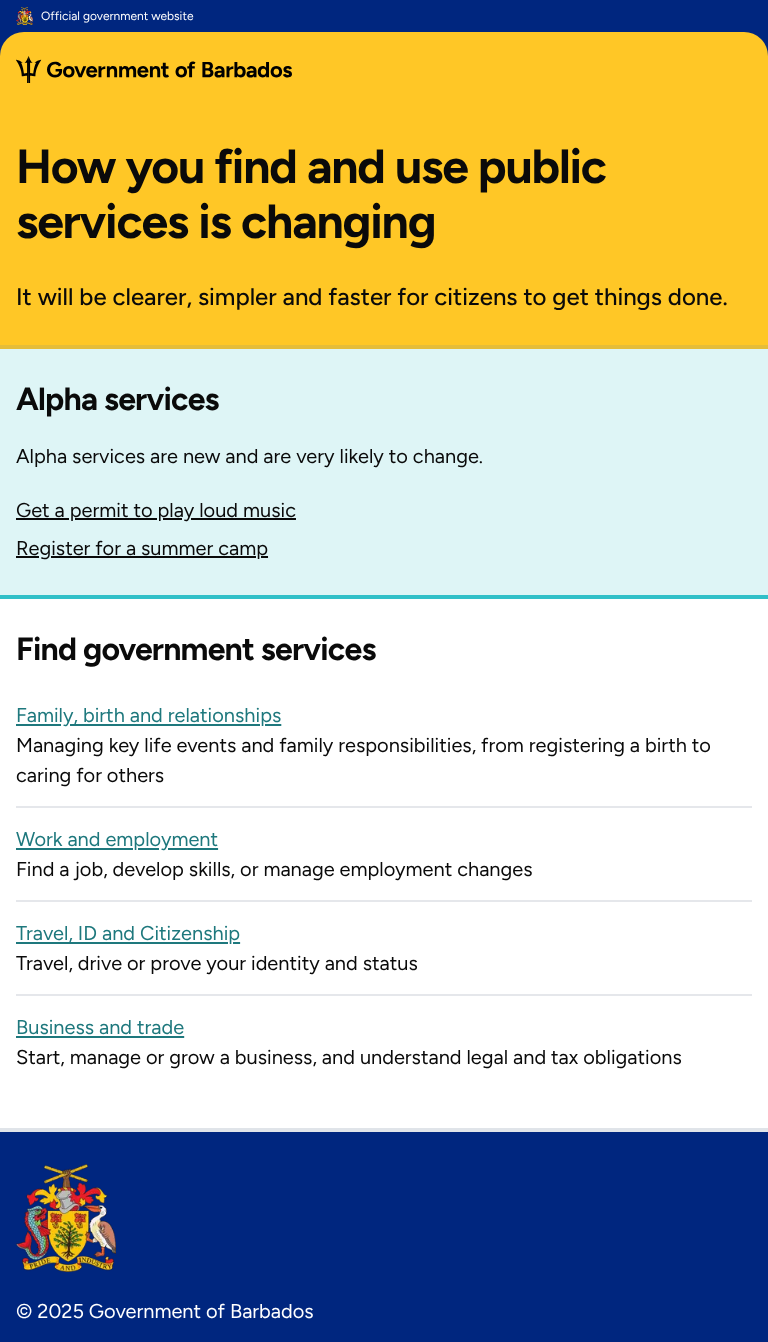 Official government website
Government of Barbados
How you find and use public
services is changing
It will be clearer, simpler and faster for citizens to get things done.
Alpha services
Alpha services are new and are very likely to change.
Get a permit to play loud music
Register for a summer camp
Find government services
Family, birth and relationships
Managing key life events and family responsibilities, from registering a birth to
caring for others
Work and employment
Find a job, develop skills, or manage employment changes
Travel, ID and Citizenship
Travel, drive or prove your identity and status
Business and trade
Start, manage or grow a business, and understand legal and tax obligations
PRIDE AND INDUSTRY
© 2025 Government of Barbados